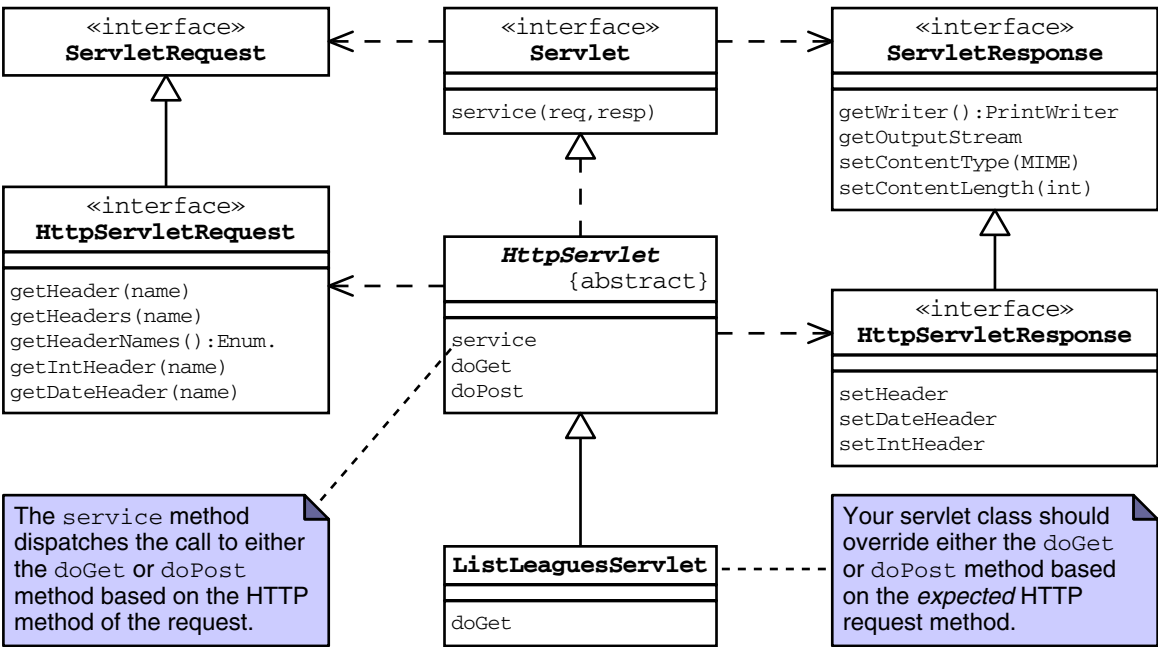 «interface»
ServletRequest
«interface»
Servlet
service(req,resp)
«interface»
ServletResponse
getWriter():PrintWriter
getOutputStream
setContentType(MIME)
setContentLength(int)
«interface»
HttpServletRequest
getHeader(name)
getHeaders(name)
getHeaderNames():Enum.
getIntHeader(name)
getDateHeader(name)
HttpServlet
{abstract}
service
doGet
doPost
«interface»
HttpServletResponse
setHeader
setDateHeader
setIntHeader
The service method
dispatches the call to either
the doGet or doPost
method based on the HTTP
method of the request.
ListLeaguesServlet
doGet
Your servlet class should
override either the doGet
or doPost method based
on the expected HTTP
request method.